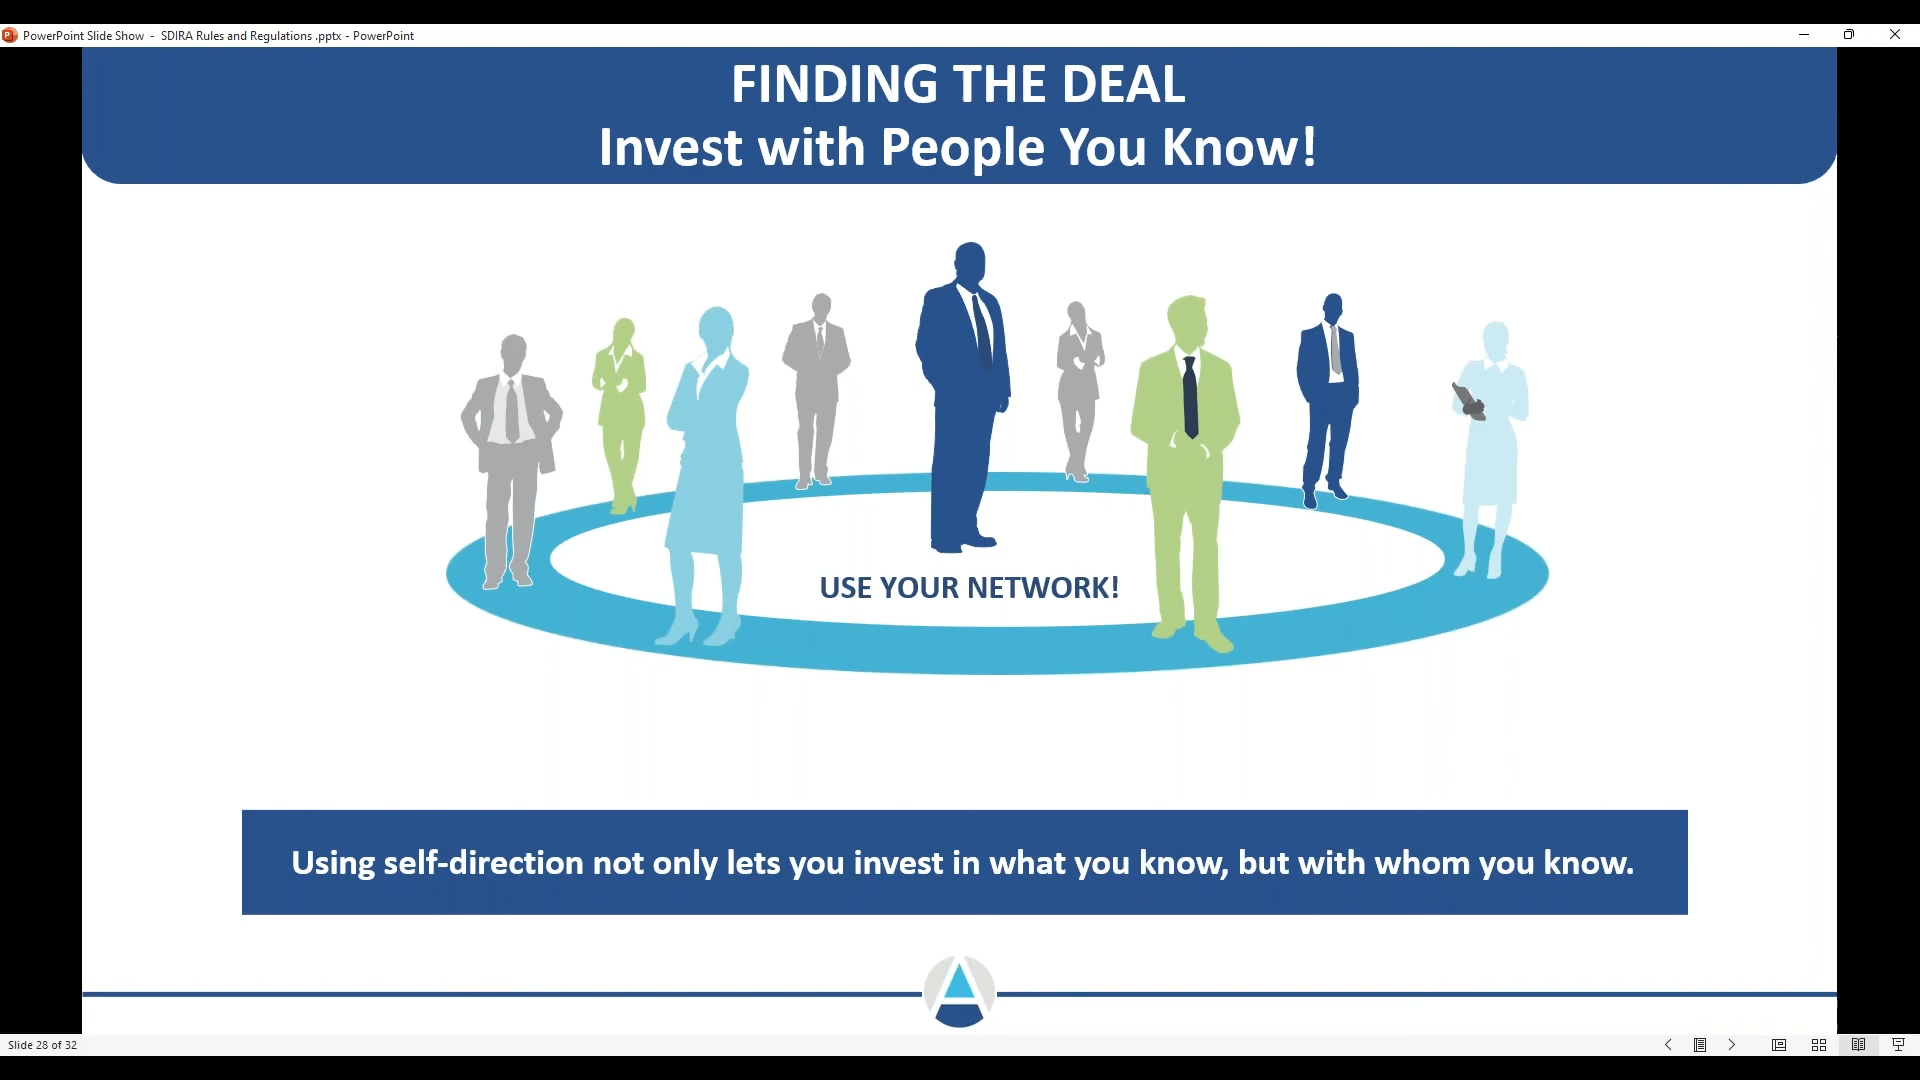 PowerPoint Slide Show - SDIRA Rules and Regulations .pptx - PowerPoint
FINDING THE DEAL
Invest with People You Know!
USE YOUR NETWORK!
Using self-direction not only lets you invest in what you know, but with whom you know.
Slide 28 of 32